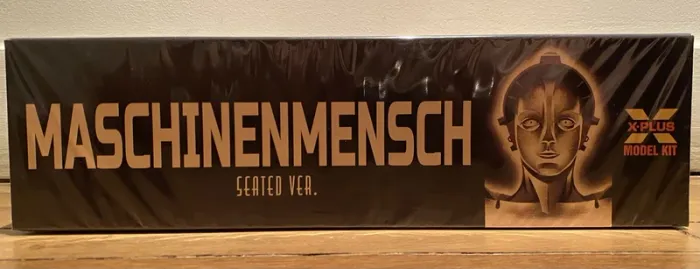 MASCHINENMENSCH
SEATED VER.
X-PLUS
MODEL KIT